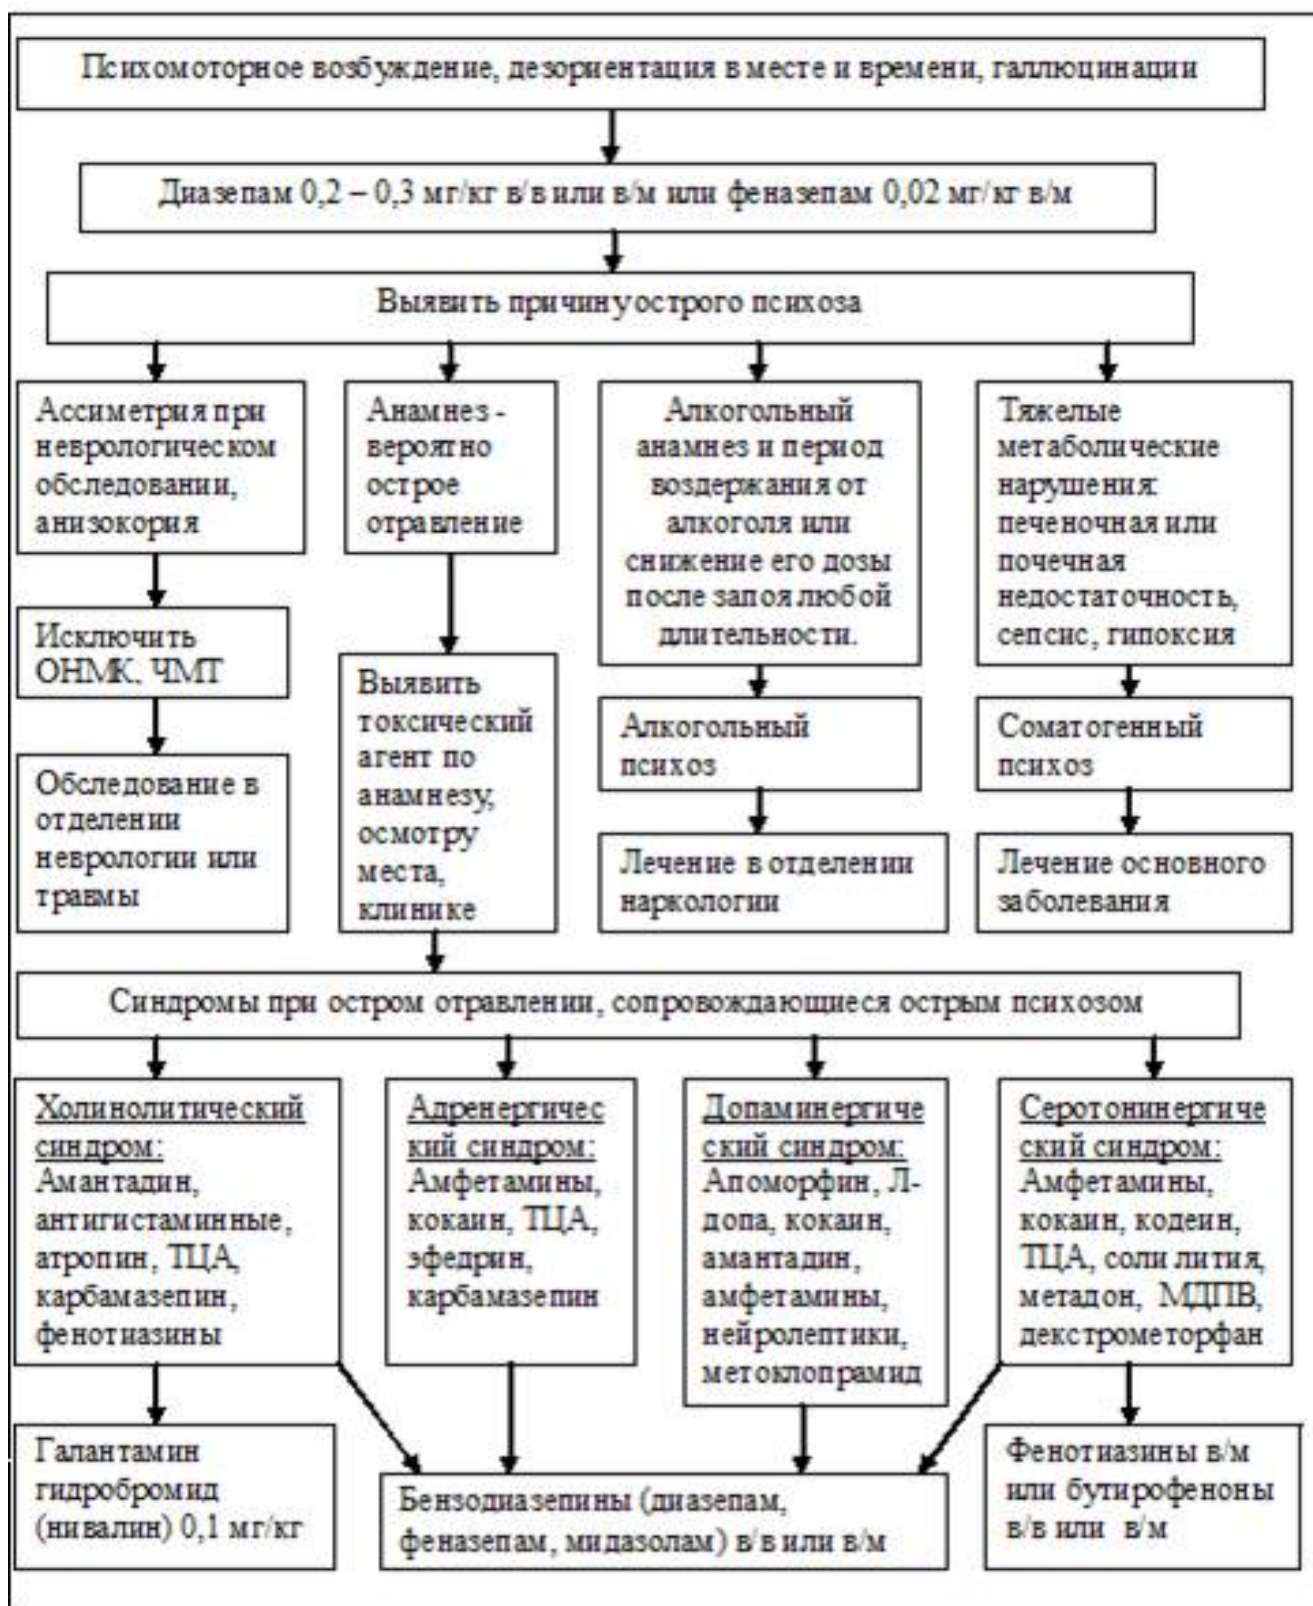 Психомоторное возбуждение, дезориентация в месте и времени, галлюцинации
Диазепам 0,2 – 0,3 мг/кг в/в или в/м или феназепам 0,02 мг/кг в/м
Выявить причину острого психоза
Ассиметрия при
неврологическом
обследовании,
анизокория
Исключить
ОНМК, ЧМТ
Обследование в
отделении
неврологии или
травмы
Анамнез -
вероятно
острое
отравление
Выявить
токсический
агент по
анамнезу,
осмотру
места,
клинике
Алкогольный
анамнез и период
воздержания от
алкоголя или
снижение его дозы
после запоя любой
длительности.
Алкогольный
психоз
Лечение в отделении
наркологии
Тяжелые
метаболические
нарушения:
печеночная или
почечная
недостаточность,
сепсис, гипоксия
Соматогенный
психоз
Лечение основного
заболевания
Синдромы при остром отравлении, сопровождающиеся острым психозом
Холинолитический
синдром:
Амантадин,
антигистаминные,
атропин, ТЦА,
карбамазепин,
фенотиазины
Адренергичес
кий синдром:
Амфетамины,
кокаин, ТЦА,
эфедрин,
карбамазепин
Допаминергиче
ский синдром:
Апоморфин, Л-
допа, кокаин,
амантадин,
амфетамины,
нейролептики,
метоклопрамид
Серотонинергиче
ский синдром:
Амфетамины,
кокаин, кодеин,
ТЦА, соли лития,
метадон, МДПВ,
декстрометорфан
Галантамин
гидробромид
(нивалин) 0,1 мг/кг
Бензодиазепины (диазепам,
феназепам, мидазолам) в/в или в/м
Фенотиазины в/м
или бутирофеноны
в/в или в/м